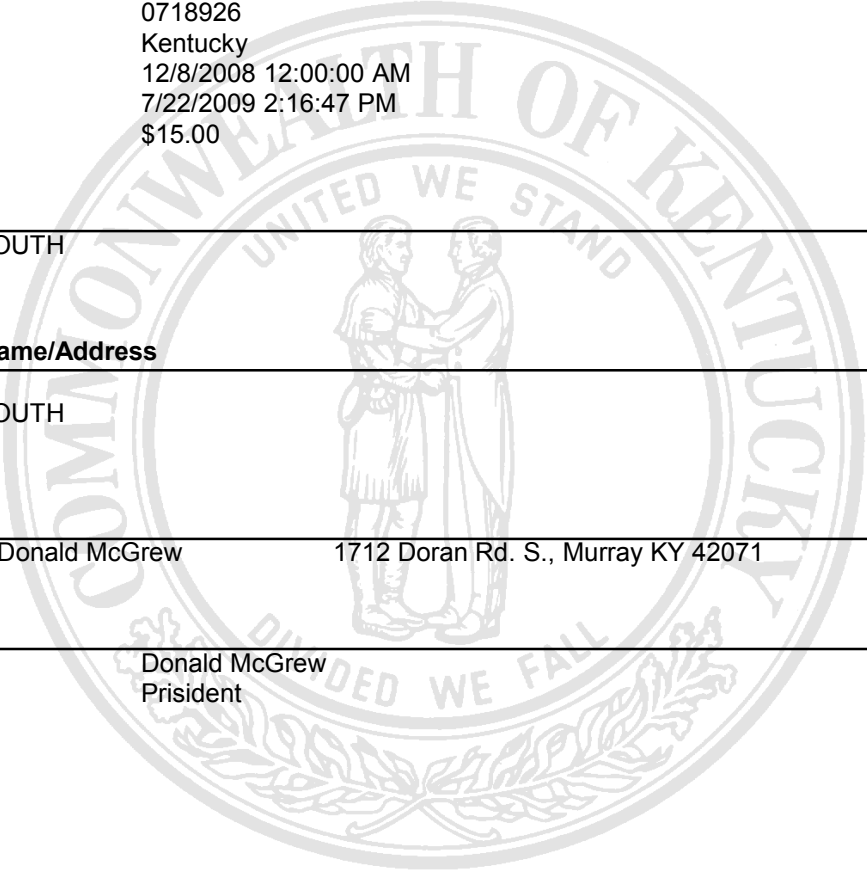 0718926
Kentucky
12/8/2008 12:00:00 AM
7/22/2009 2:16:47 PM
$15.00
COMMONWEALTH OF KENTUCKY
UNITED WE STAND
OUTH
ame/Address
OUTH
Donald McGrew 1712 Doran Rd. S., Murray KY 42071
DIVIDED WE FALL
Donald McGrew
Prisident